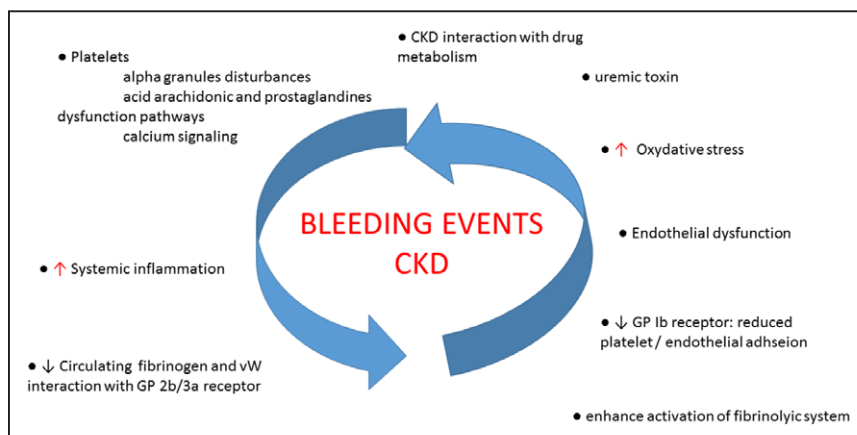 ● CKD interaction with drug
metabolism
● Platelets
alpha granules disturbances
acid arachidonic and prostaglandines
dysfunction pathways
calcium signaling
● uremic toxin
● ↑ Oxydative stress
BLEEDING EVENTS
CKD
● Endothelial dysfunction
● ↑ Systemic inflammation
● ↓ GP Ib receptor: reduced
platelet / endothelial adhseion
● ↓ Circulating fibrinogen and vW
interaction with GP 2b/3a receptor
● enhance activation of fibrinolyic system